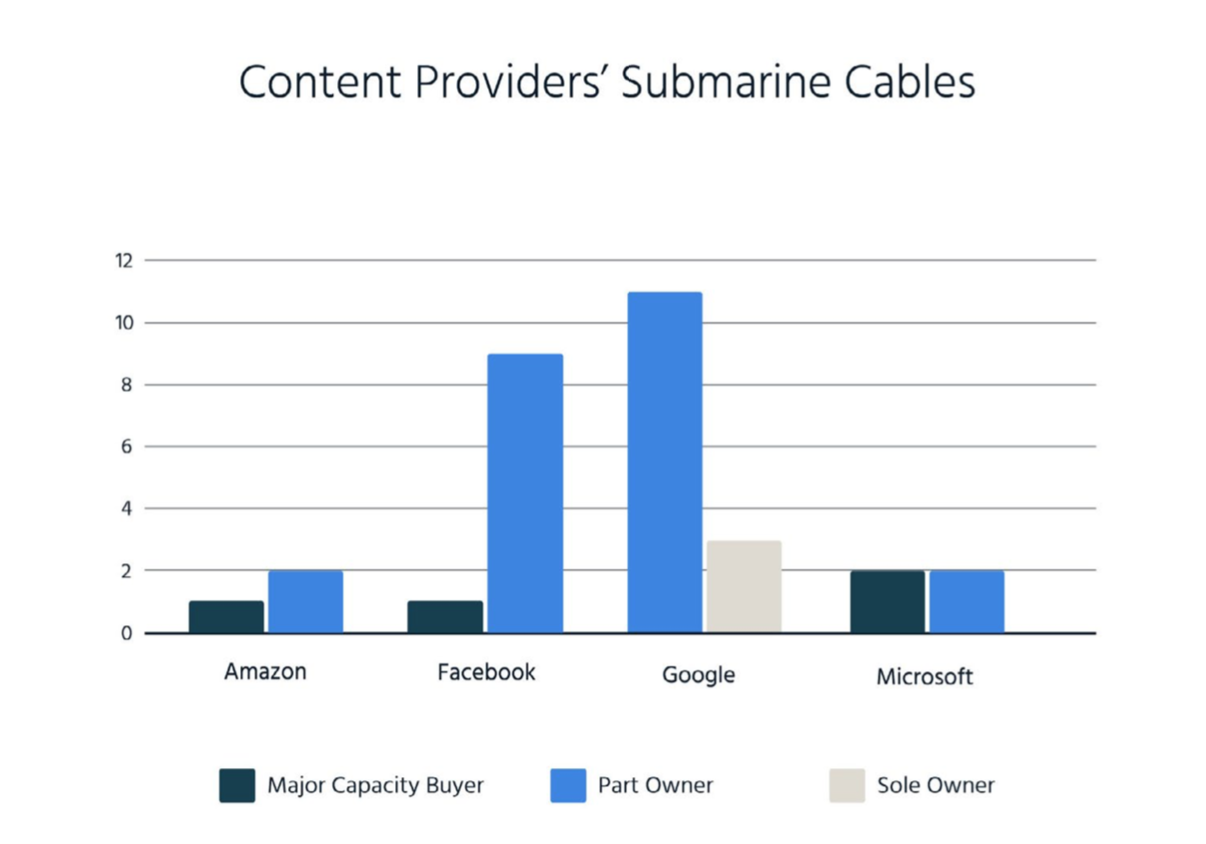 Content Providers’ Submarine Cables
12
10
8
6
4
2
0
Amazon Facebook Google Microsoft
Major Capacity Buyer Part Owner Sole Owner